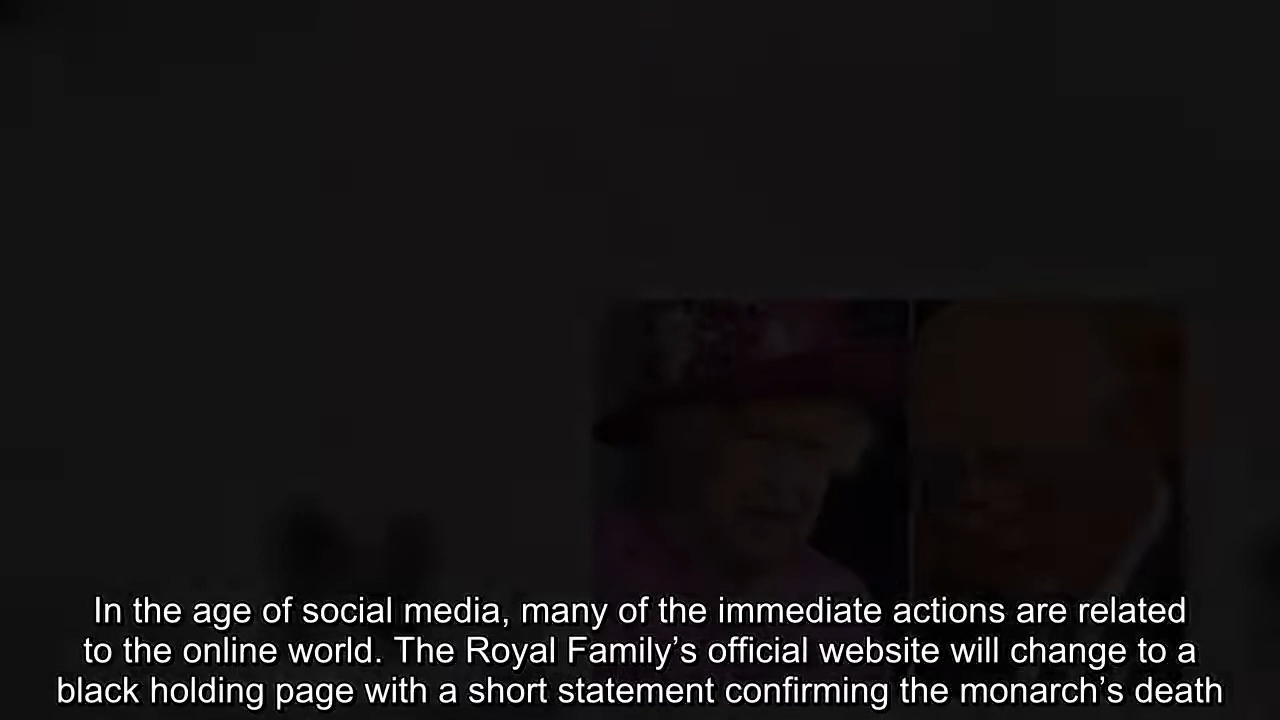 In the age of social media, many of the immediate actions are related
to the online world. The Royal Family’s official website will change to a
black holding page with a short statement confirming the monarch’s death